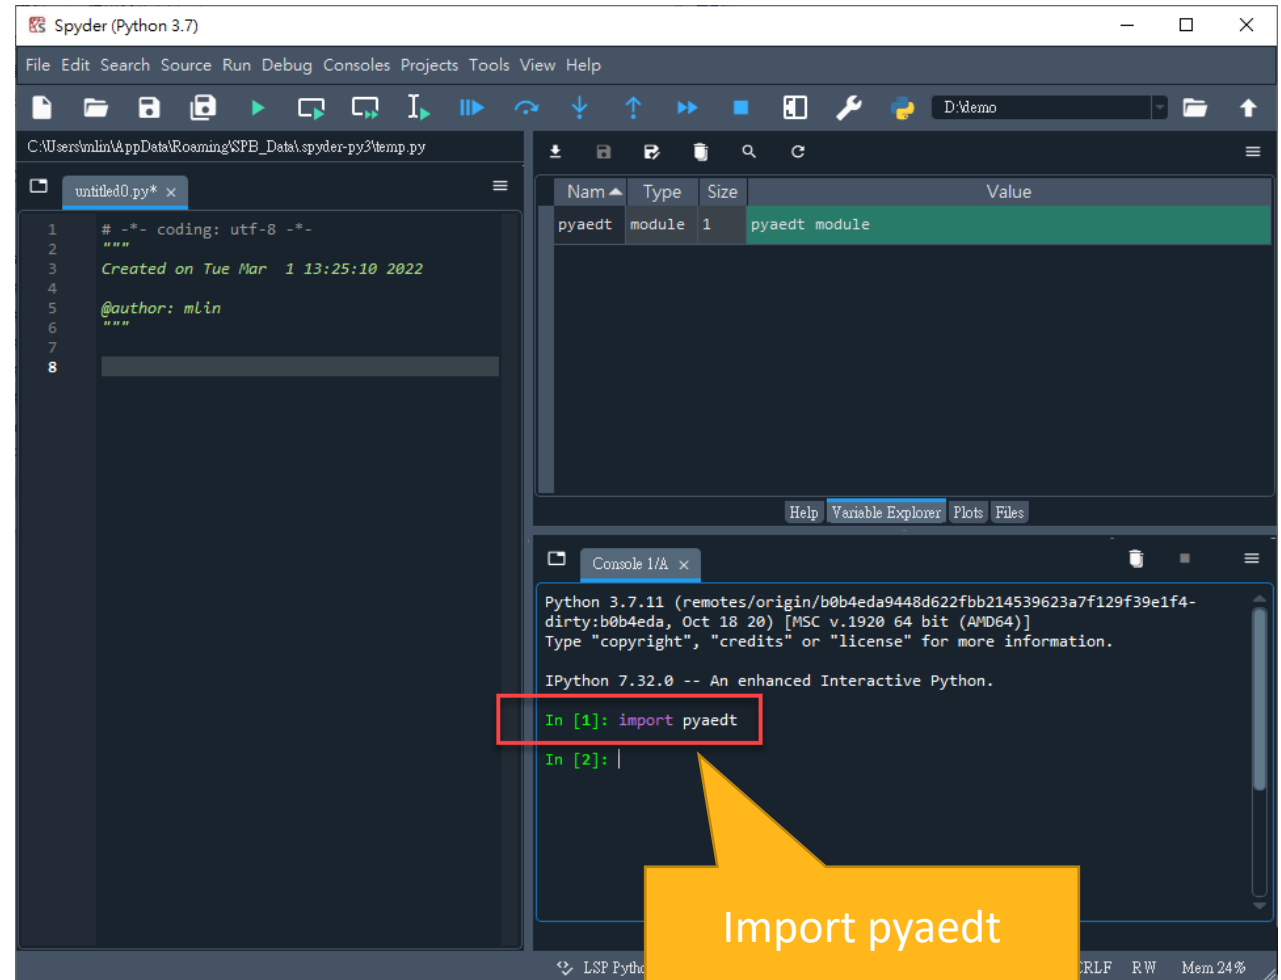 Spyder (Python 3.7)
File Edit Search Source Run Debug Consoles Projects Tools View Help
D:\demo
C:\Users\mlin\AppData\Roaming\SPB_Data\.spyder-py3\temp.py
untitled0.py*
1 # -*- coding: utf-8 -*-
2 """
3 Created on Tue Mar  1 13:25:10 2022
4
5 @author: mlin
6 """
7
8
Nam Type Size Value
pyaedt module 1 pyaedt module
Help Variable Explorer Plots Files
Console 1/A
Python 3.7.11 (remotes/origin/b0b4eda9448d622fbb214539623a7f129f39e1f4-
dirty:b0b4eda, Oct 18 20) [MSC v.1920 64 bit (AMD64)]
Type "copyright", "credits" or "license" for more information.
IPython 7.32.0 -- An enhanced Interactive Python.
In [1]: import pyaedt
In [2]:
Import pyaedt
LSP RW Mem 24%